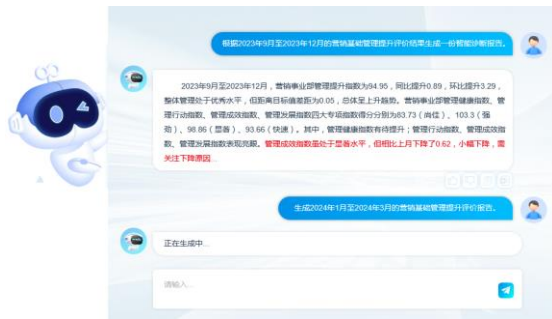 根据2023年9月至2023年12月的营销基础管理提升评价结果生成一份智能诊断报告。
2023年9月至2023年12月，营销事业部管理提升指数为94.95，同比提升0.89，环比提升3.29，
整体管理处于优秀水平，但距离目标值差距为0.05，总体呈上升趋势。营销事业部管理健康指数、管
理行动指数、管理成效指数、管理发展指数四大专项指数得分分别为83.73（尚佳）、103.3（强
劲）、98.86（显著）、93.66（快速）。其中，管理健康指数有待提升；管理行动指数、管理成效指
数、管理发展指数表现亮眼。管理成效指数虽处于显著水平，但相比上月下降了0.62，小幅下降，需
关注下降原因...
生成2024年1月至2024年3月的营销基础管理提升评价报告。
正在生成中...
请输入...